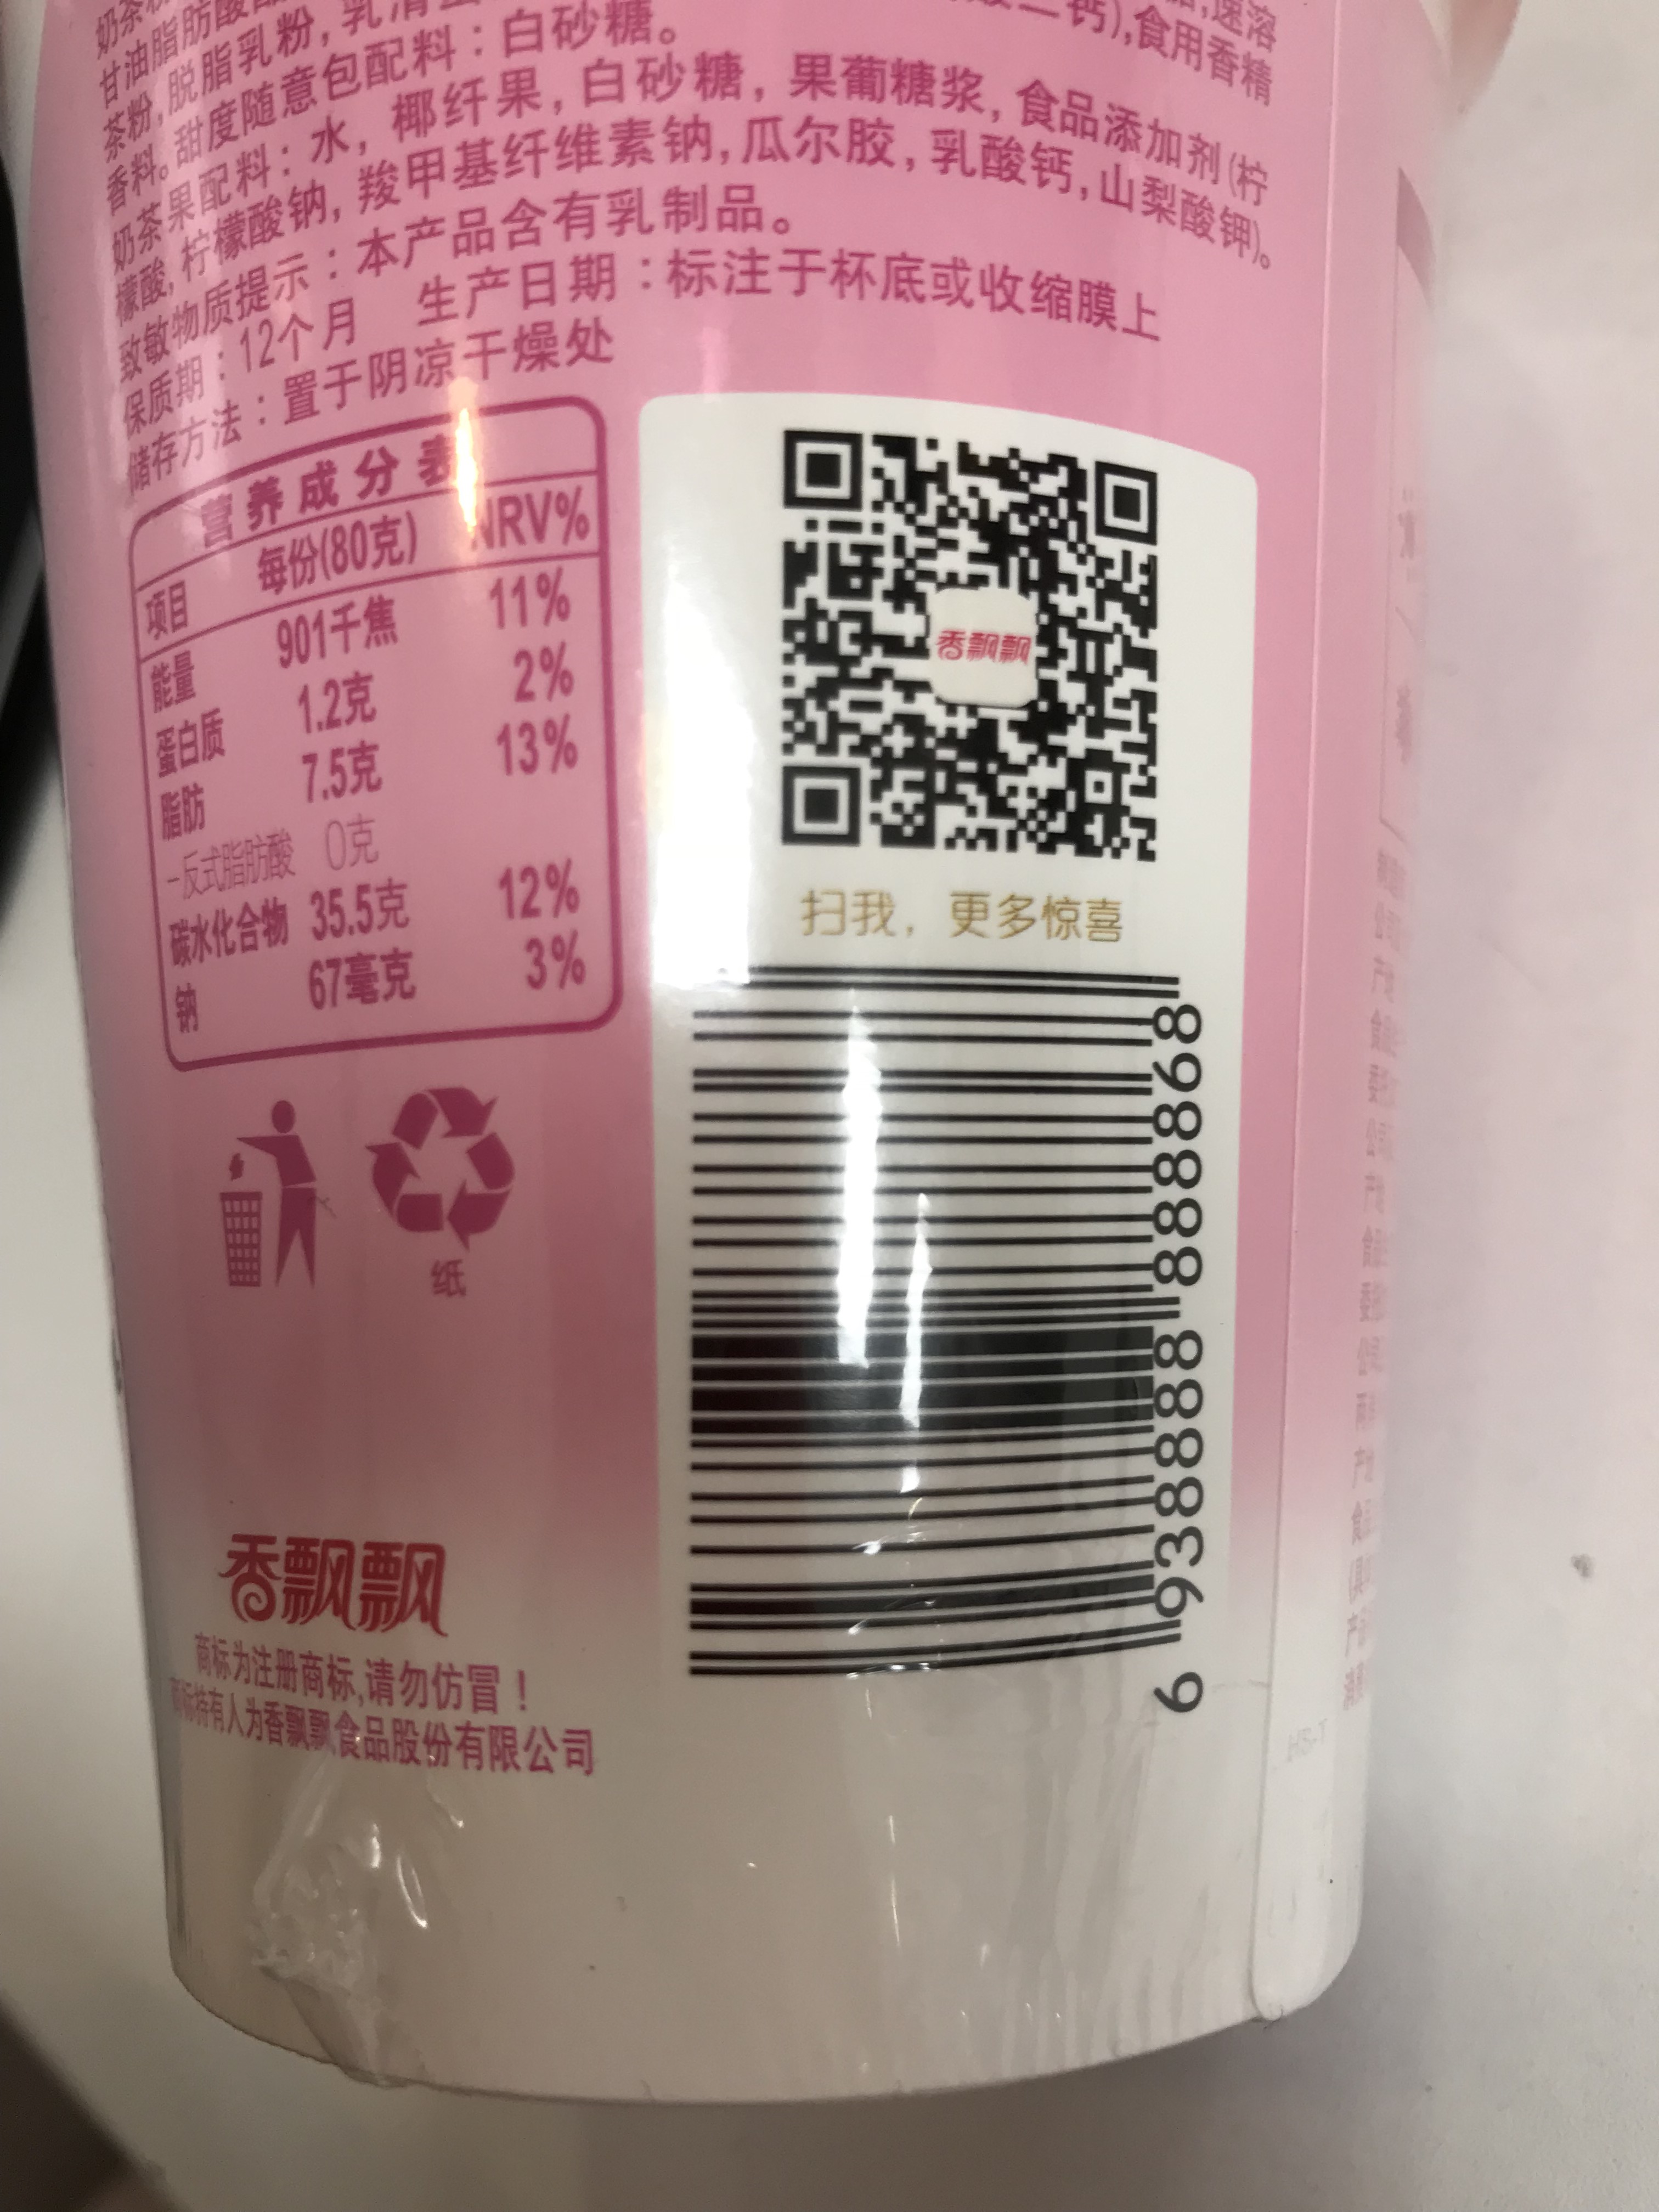 甘油脂肪酸
钙),食用香精
速溶
茶粉,脱脂乳粉,乳清
香料。甜度随意包配料:白砂糖。
奶茶果配料:水,椰纤果,白砂糖,果葡糖浆,食品添加剂(柠
檬酸,柠檬酸钠,羧甲基纤维素钠,瓜尔胶,乳酸钙,山梨酸钾)。
致敏物质提示:本产品含有乳制品。
保质期:12个月 生产日期:标注于杯底或收缩膜上
储存方法:置于阴凉干燥处
营养成分表
项目 每份(80克) NRV%
能量 901千焦 11%
蛋白质 1.2克 2%
脂肪 7.5克 13%
-反式脂肪酸 0克
碳水化合物 35.5克 12%
钠 67毫克 3%
纸
香飘飘
商标为注册商标,请勿仿冒!
商标持有人为香飘飘食品股份有限公司
香飘飘
扫我,更多惊喜
6 938888 888968